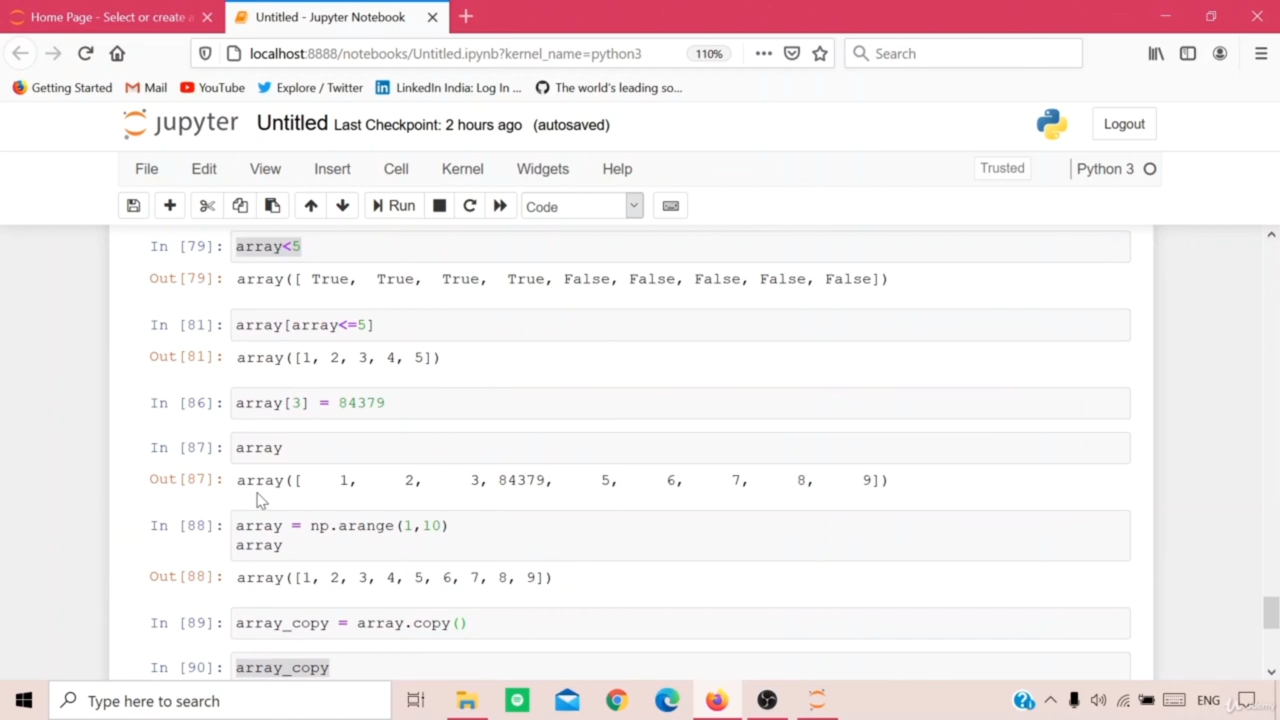 Home Page - Select or create a
Untitled - Jupyter Notebook
localhost:8888/notebooks/Untitled.ipynb?kernel_name=python3
110%
Search
Getting Started
Mail
YouTube
Explore / Twitter
LinkedIn India: Log In ...
The world's leading so...
jupyter
Untitled Last Checkpoint: 2 hours ago (autosaved)
Logout
File Edit View Insert Cell Kernel Widgets Help
Trusted
Python 3
Run
Code
In [79]: array<5
Out[79]: array([ True, True, True, True, False, False, False, False, False])
In [81]: array[array<=5]
Out[81]: array([1, 2, 3, 4, 5])
In [86]: array[3] = 84379
In [87]: array
Out[87]: array([ 1, 2, 3, 84379, 5, 6, 7, 8, 9])
In [88]: array = np.arange(1,10)
array
Out[88]: array([1, 2, 3, 4, 5, 6, 7, 8, 9])
In [89]: array_copy = array.copy()
In [90]: array_copy
Type here to search
ENG